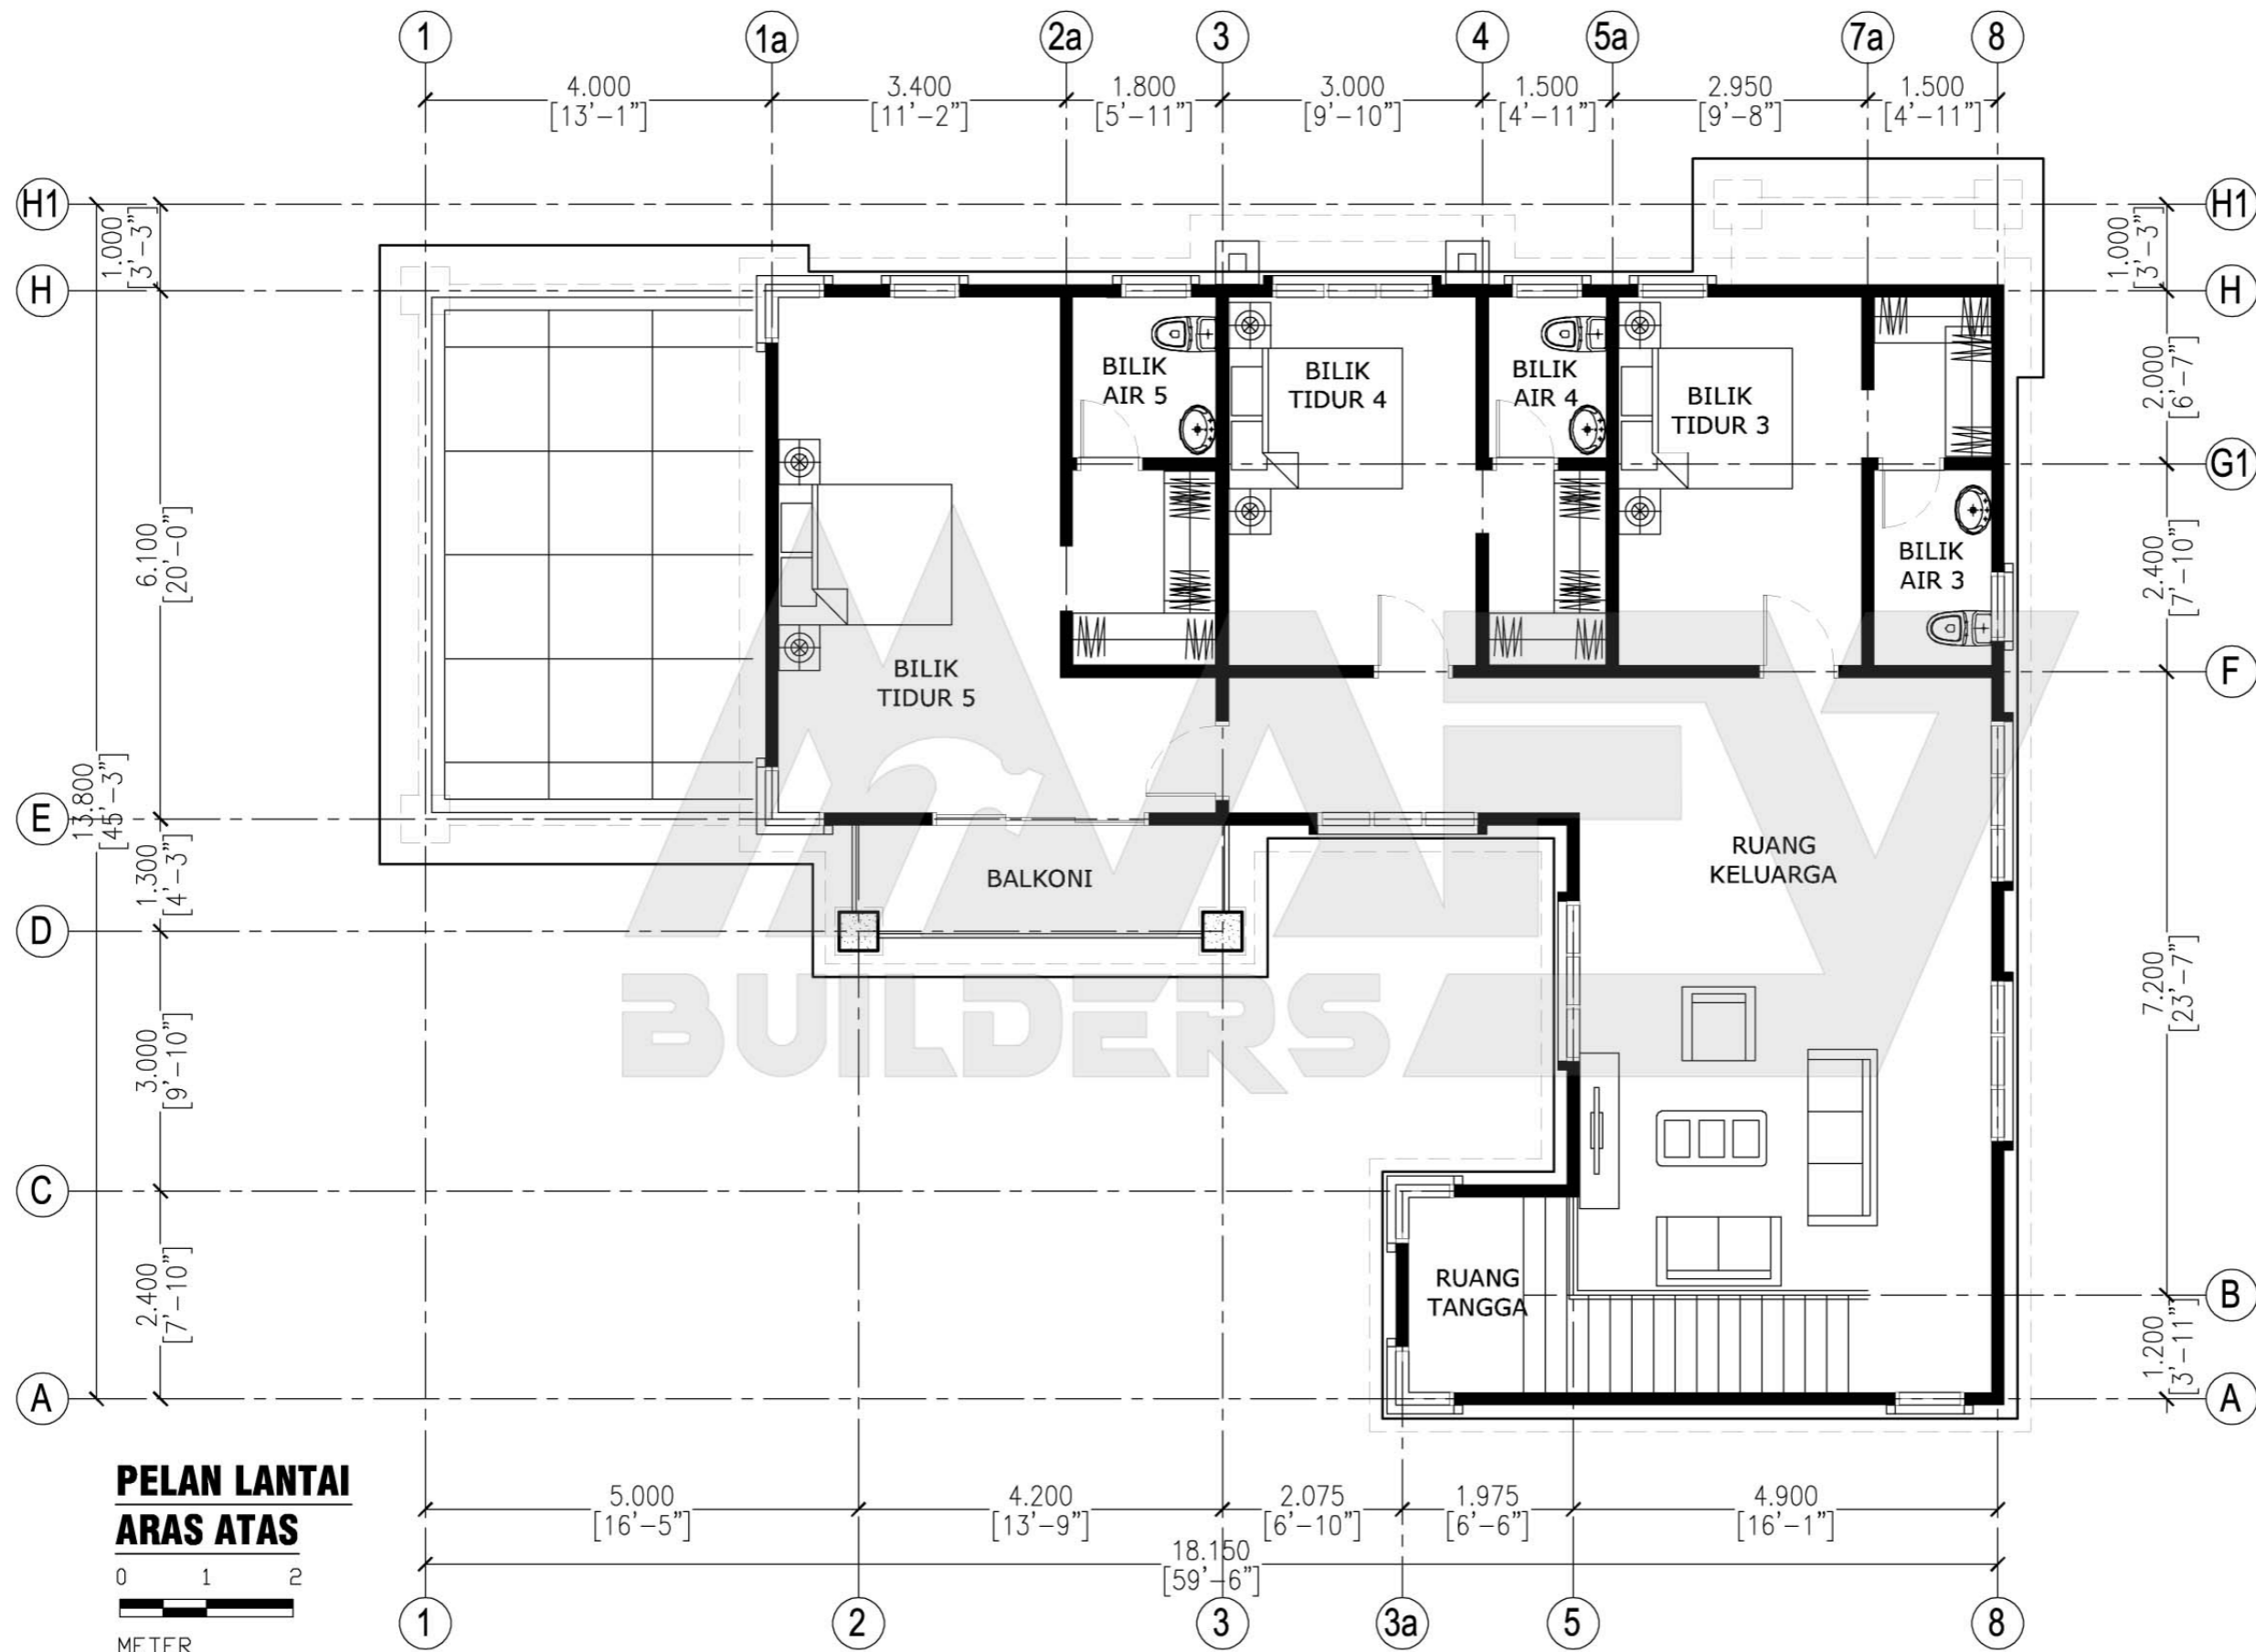 1 1a 2a 3 4 5a 7a 8
4.000 3.400 1.800 3.000 1.500 2.950 1.500
[13'-1"] [11'-2"] [5'-11"] [9'-10"] [4'-11"] [9'-8"] [4'-11"]
H1 H1
1.000 [3'-3"] 1.000 [3'-3"]
H H
BILIK
AIR 5
BILIK
TIDUR 4
BILIK
AIR 4
BILIK
TIDUR 3
2.000 [6'-7"]
G1
6.100 [20'-0"]
BILIK
AIR 3
2.400 [7'-10"]
F
BILIK
TIDUR 5
E
13.800 [45'-3"]
1.300 [4'-3"]
BALKONI
RUANG
KELUARGA
D
7.200 [23'-7"]
MAFV
BUILDERS
3.000 [9'-10"]
C
2.400 [7'-10"]
RUANG
TANGGA
B
1.200 [3'-11"]
A A
PELAN LANTAI
ARAS ATAS
0 1 2
METER
5.000 4.200 2.075 1.975 4.900
[16'-5"] [13'-9"] [6'-10"] [6'-6"] [16'-1"]
18.150
[59'-6"]
1 2 3 3a 5 8